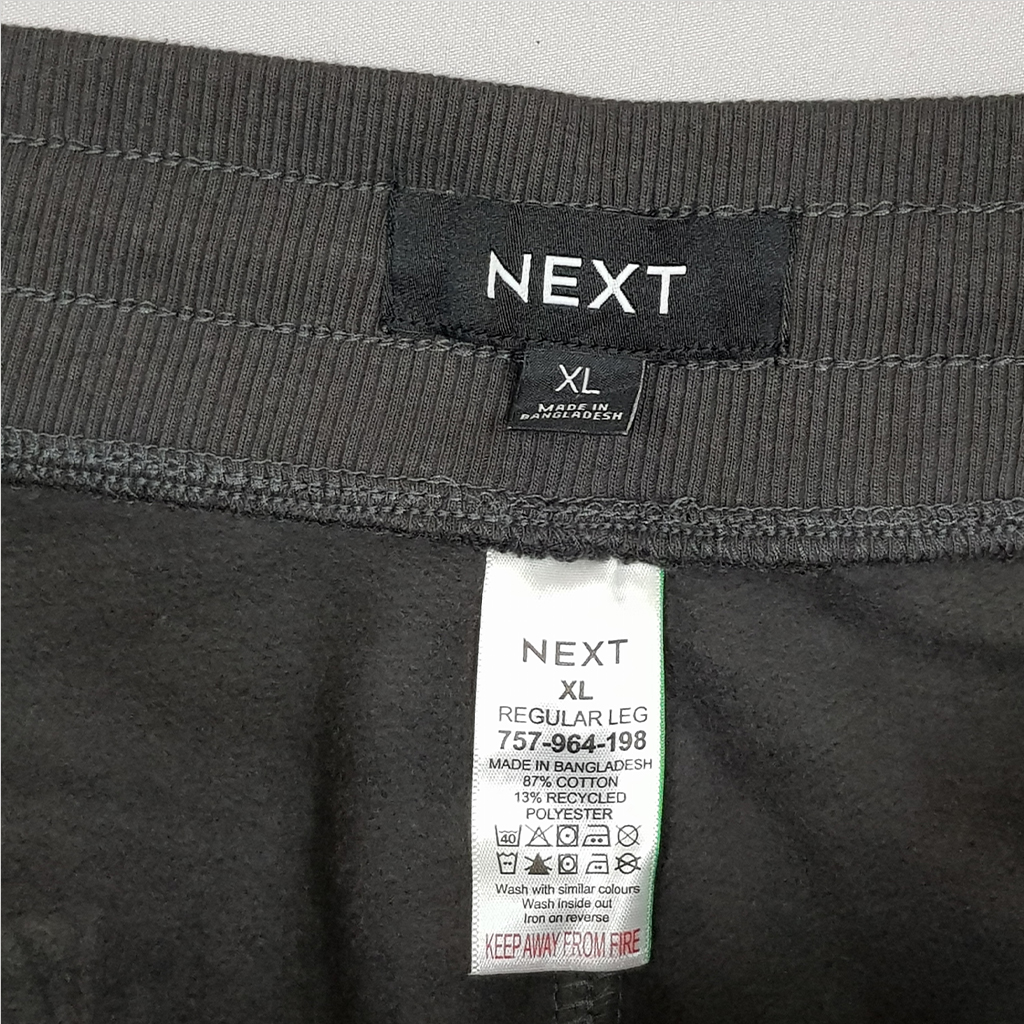 NEXT
XL
MADE IN
BANGLADESH
NEXT
XL
REGULAR LEG
757-964-198
MADE IN BANGLADESH
87% COTTON
13% RECYCLED
POLYESTER
40
Wash with similar colours
Wash inside out
Iron on reverse
KEEP AWAY FROM FIRE